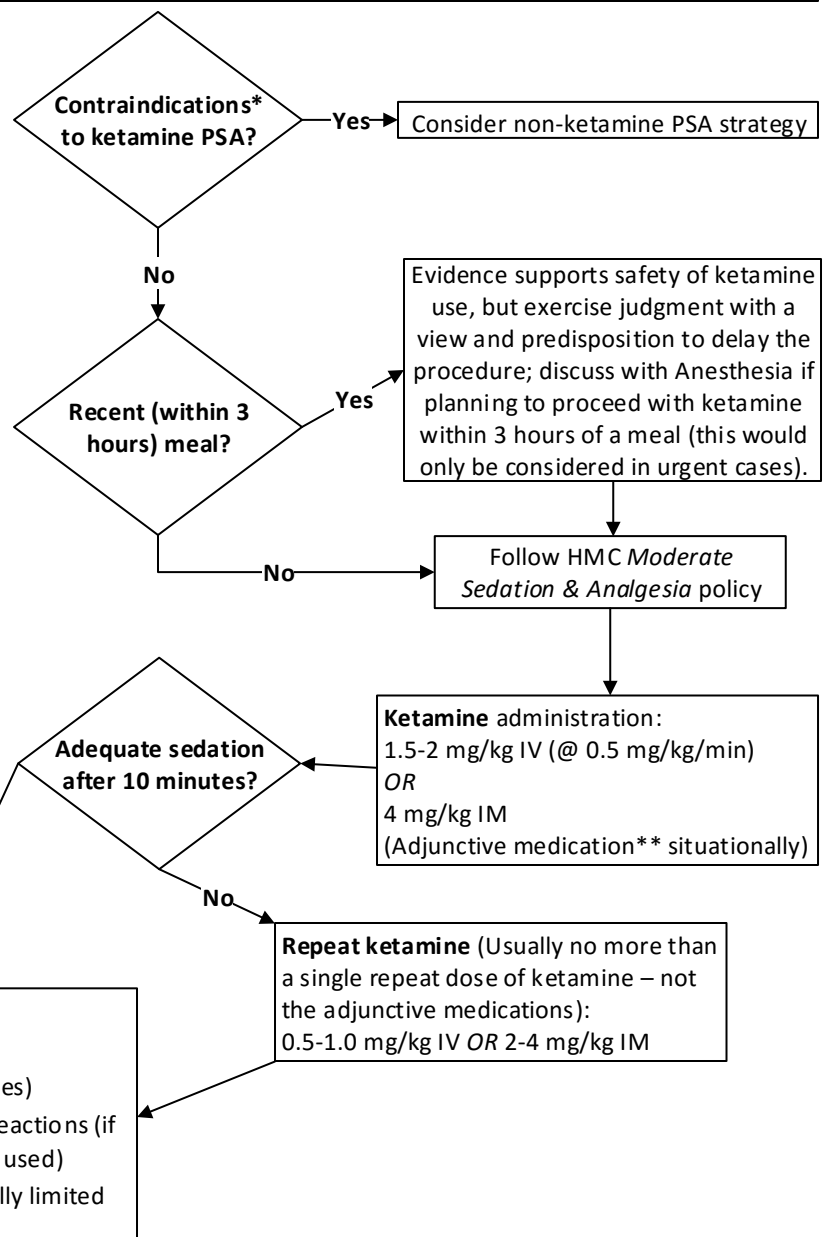 Contraindications*
to ketamine PSA?
Yes
Consider non-ketamine PSA strategy
No
Recent (within 3
hours) meal?
Yes
Evidence supports safety of ketamine
use, but exercise judgment with a
view and predisposition to delay the
procedure; discuss with Anesthesia if
planning to proceed with ketamine
within 3 hours of a meal (this would
only be considered in urgent cases).
No
Follow HMC Moderate
Sedation & Analgesia policy
Ketamine administration:
1.5-2 mg/kg IV (@ 0.5 mg/kg/min)
OR
4 mg/kg IM
(Adjunctive medication** situationally)
Adequate sedation
after 10 minutes?
No
Repeat ketamine (Usually no more than
a single repeat dose of ketamine – not
the adjunctive medications):
0.5-1.0 mg/kg IV OR 2-4 mg/kg IM
es)
eactions (if
used)
lly limited